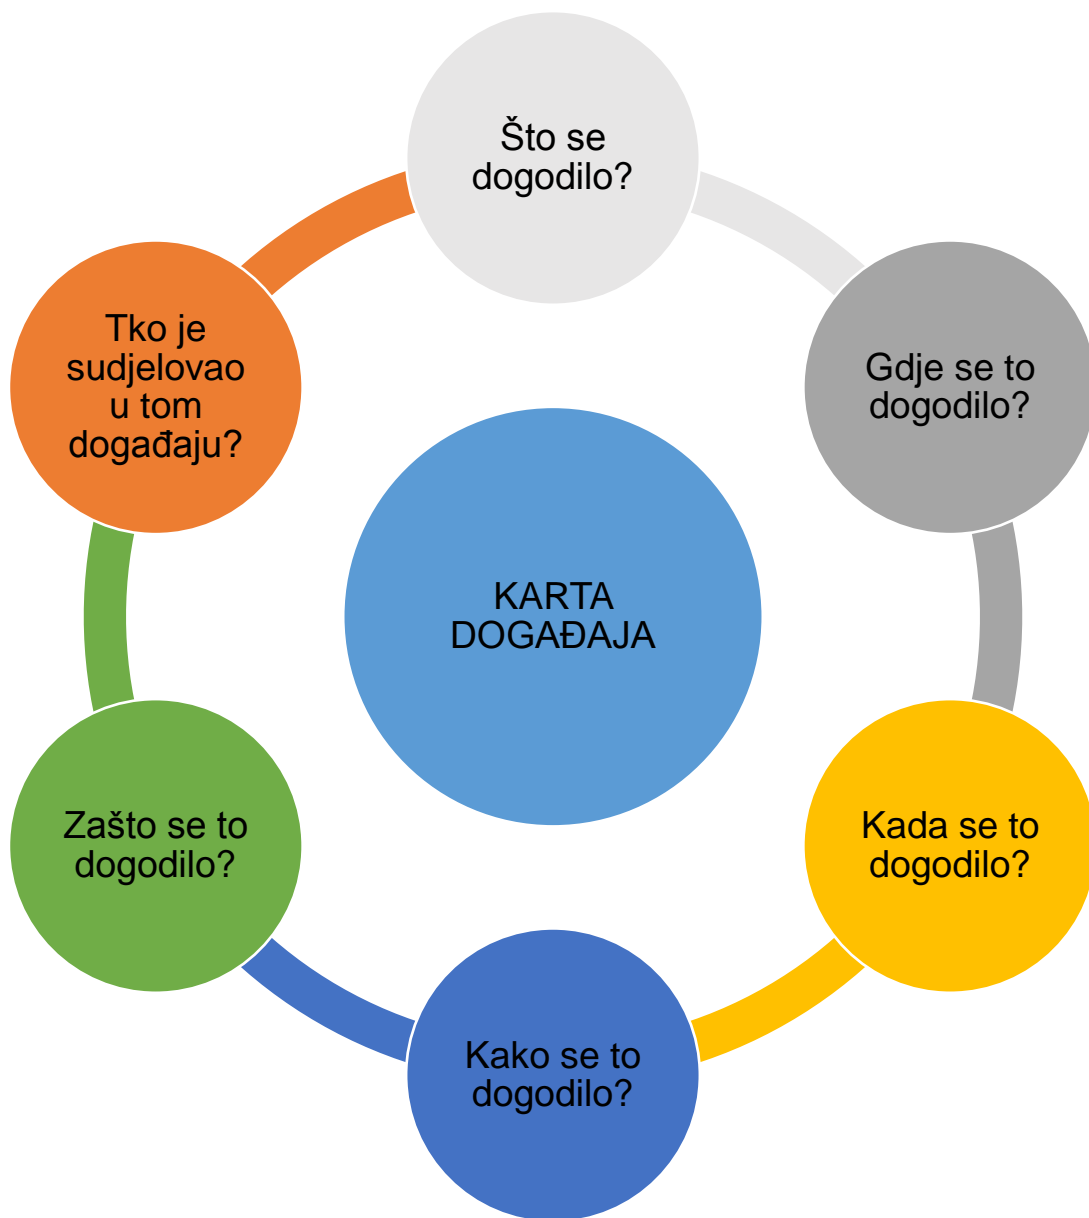 Što se
dogodilo?
Gdje se to
dogodilo?
Kada se to
dogodilo?
Kako se to
dogodilo?
Zašto se to
dogodilo?
Tko je
sudjelovao
u tom
događaju?
KARTA
DOGAĐAJA